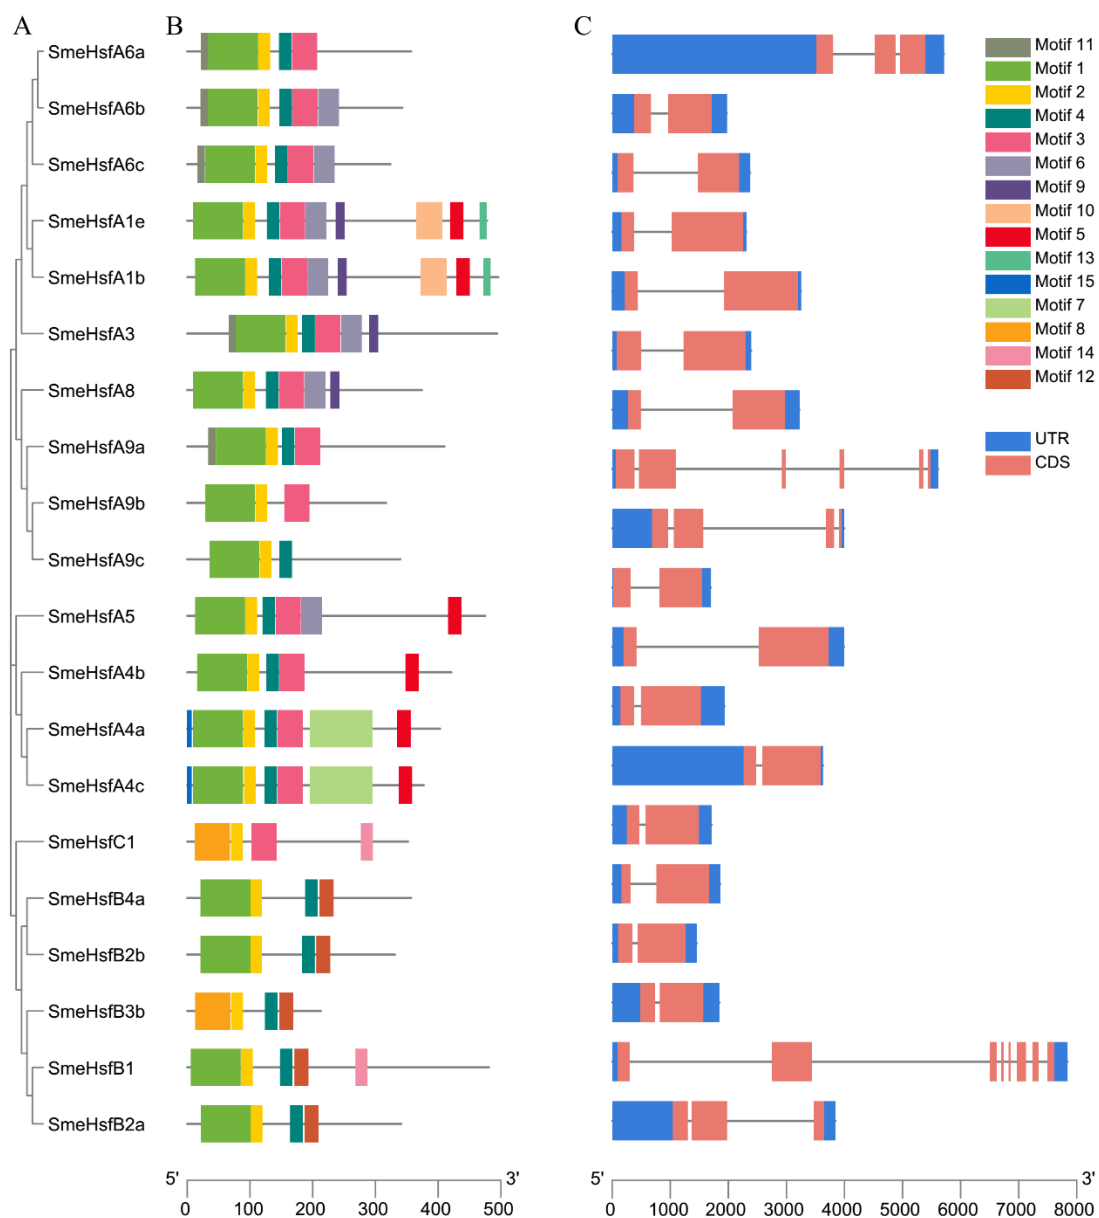 A
B
C
SmeHsfA6a
SmeHsfA6b
SmeHsfA6c
SmeHsfA1e
SmeHsfA1b
SmeHsfA3
SmeHsfA8
SmeHsfA9a
SmeHsfA9b
SmeHsfA9c
SmeHsfA5
SmeHsfA4b
SmeHsfA4a
SmeHsfA4c
SmeHsfC1
SmeHsfB4a
SmeHsfB2b
SmeHsfB3b
SmeHsfB1
SmeHsfB2a
Motif 11
Motif 1
Motif 2
Motif 4
Motif 3
Motif 6
Motif 9
Motif 10
Motif 5
Motif 13
Motif 15
Motif 7
Motif 8
Motif 14
Motif 12
UTR
CDS
5' 3'
0 100 200 300 400 500
5' 3'
0 1000 2000 3000 4000 5000 6000 7000 8000